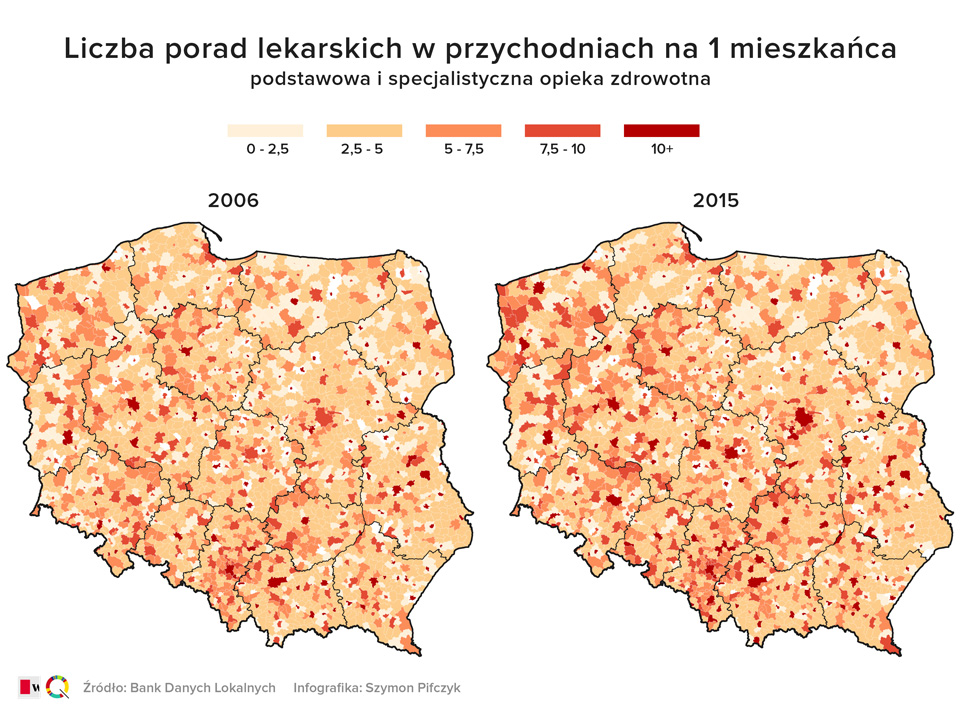 Liczba porad lekarskich w przychodniach na 1 mieszkańca
podstawowa i specjalistyczna opieka zdrowotna
0 - 2,5
2,5 - 5
5 - 7,5
7,5 - 10
10+
2006
2015
w
Źródło: Bank Danych Lokalnych
Infografika: Szymon Pifczyk